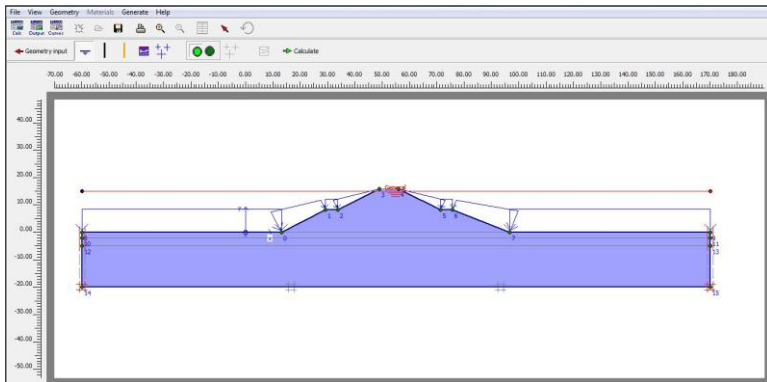 File View Geometry Materials Generate Help
Calc Output Curves
Geometry input Calculate
70.00 -60.00 -50.00 -40.00 -30.00 -20.00 -10.00 0.00 10.00 20.00 30.00 40.00 50.00 60.00 70.00 80.00 90.00 100.00 110.00 120.00 130.00 140.00 150.00 160.00 170.00 180.00
40.00
30.00
20.00
10.00
0.00
-10.00
-20.00
-30.00
-40.00
-50.00
General
3 4
1 2 5 6
Y
x 0 7
9
10 11
12 13
14 15